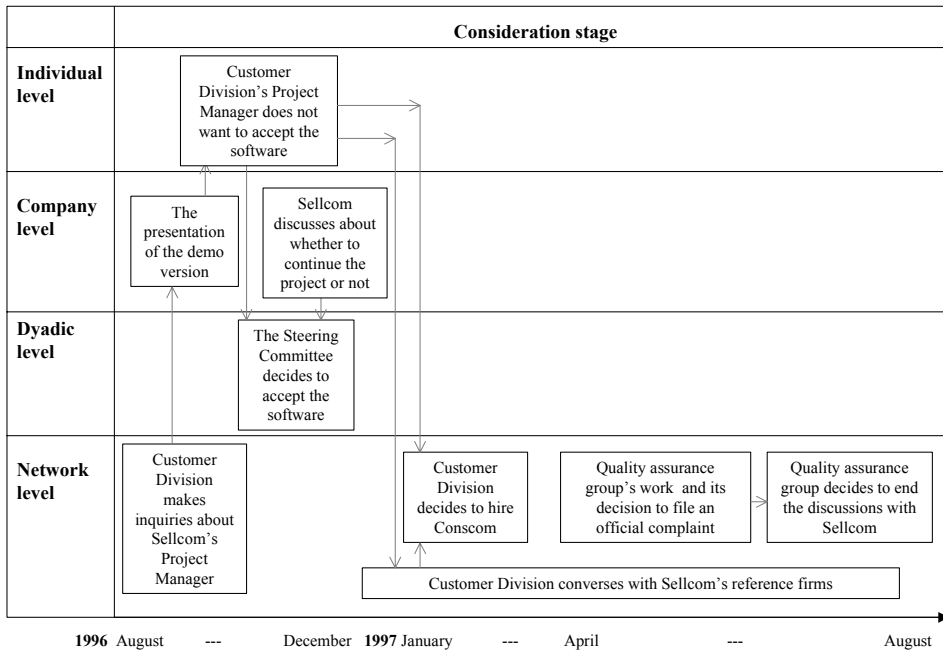 Consideration stage
Individual
level
Customer
Division's Project
Manager does not
want to accept the
software
Company
level
The
presentation
of the demo
version
Sellcom
discusses about
whether to
continue the
project or not
Dyadic
level
The Steering
Committee
decides to
accept the
software
Network
level
Customer
Division
makes
inquiries about
Sellcom's
Project
Manager
Customer
Division
decides to hire
Conscom
Quality assurance
group's work and its
decision to file an
official complaint
Quality assurance
group decides to end
the discussions with
Sellcom
Customer Division converses with Sellcom's reference firms
1996 August --- December 1997 January --- April --- August